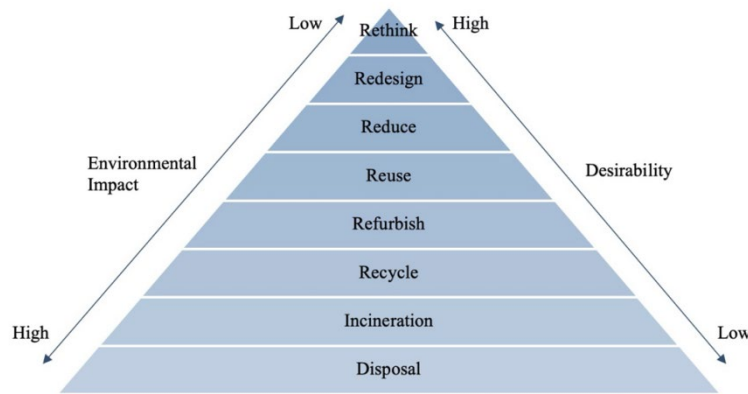 Low
Rethink
High
Redesign
Reduce
Environmental
Impact
Reuse
Desirability
Refurbish
Recycle
High
Incineration
Low
Disposal